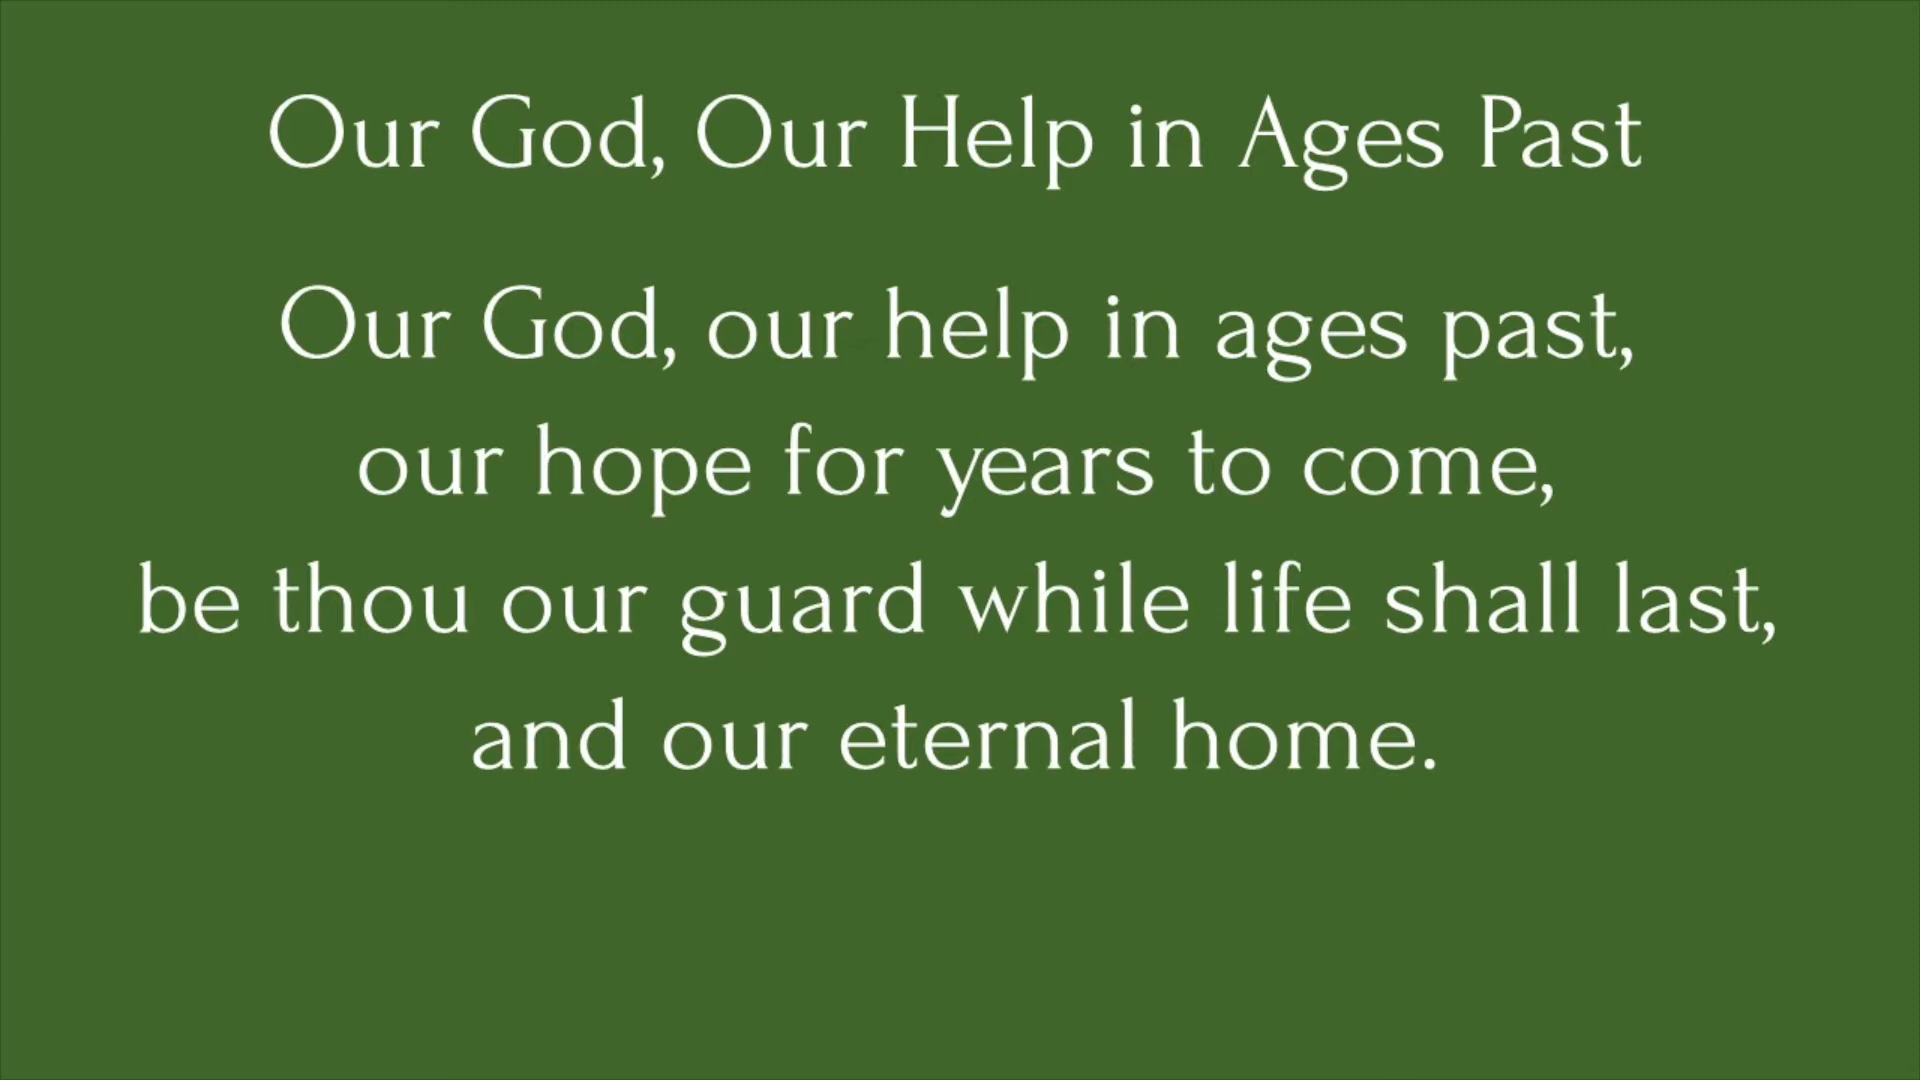 Our God, Our Help in Ages Past
Our God, our help in ages past,
our hope for years to come,
be thou our guard while life shall last,
and our eternal home.